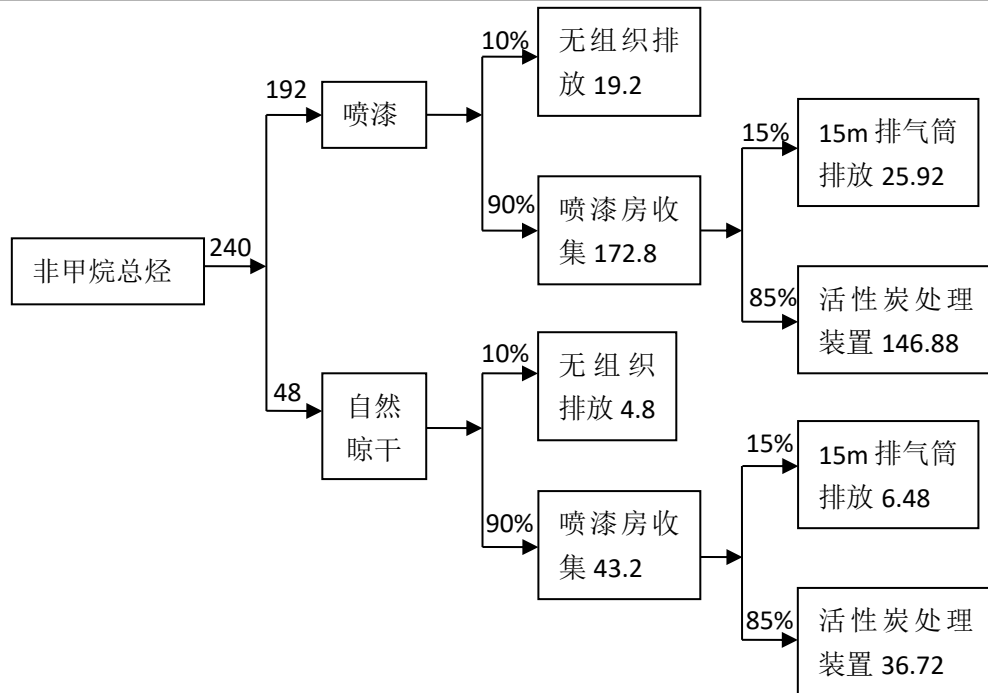 非甲烷总烃
240
192
喷漆
10%
无组织排
放 19.2
90%
喷漆房收
集 172.8
15%
15m 排气筒
排放 25.92
85%
活性炭处理
装置 146.88
48
自然
晾干
10%
无组织
排放 4.8
90%
喷漆房收
集 43.2
15%
15m 排气筒
排放 6.48
85%
活性炭处理
装置 36.72